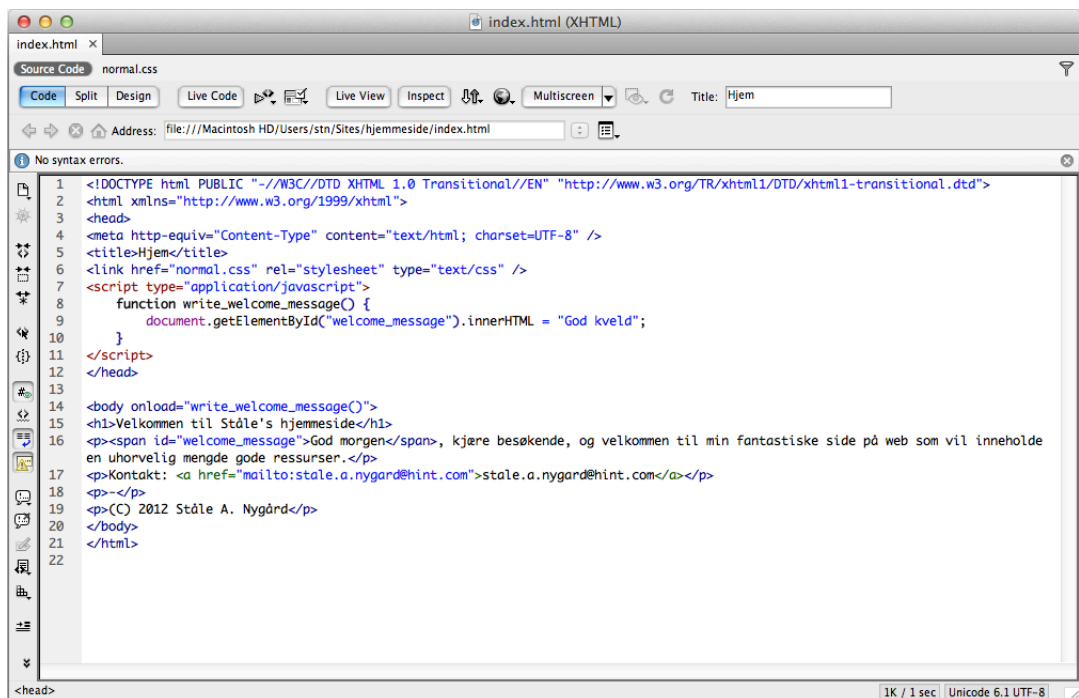 index.html (XHTML)
index.html ×
Source Code normal.css
Code Split Design Live Code Live View Inspect Multiscreen Title: Hjem
Address: file:///Macintosh HD/Users/stn/Sites/hjemmeside/index.html
No syntax errors.
1 <!DOCTYPE html PUBLIC "-//W3C//DTD XHTML 1.0 Transitional//EN" "http://www.w3.org/TR/xhtml1/DTD/xhtml1-transitional.dtd">
2 <html xmlns="http://www.w3.org/1999/xhtml">
3 <head>
4 <meta http-equiv="Content-Type" content="text/html; charset=UTF-8" />
5 <title>Hjem</title>
6 <link href="normal.css" rel="stylesheet" type="text/css" />
7 <script type="application/javascript">
8     function write_welcome_message() {
9         document.getElementById("welcome_message").innerHTML = "God kveld";
10     }
11 </script>
12 </head>
13
14 <body onload="write_welcome_message()">
15 <h1>Velkommen til Ståle's hjemmeside</h1>
16 <p><span id="welcome_message">God morgen</span>, kjære besøkende, og velkommen til min fantastiske side på web som vil inneholde
en uhorvelig mengde gode ressurser.</p>
17 <p>Kontakt: <a href="mailto:stale.a.nygard@hint.com">stale.a.nygard@hint.com</a></p>
18 <p>-</p>
19 <p>(C) 2012 Ståle A. Nygård</p>
20 </body>
21 </html>
22
<head> 1K / 1 sec Unicode 6.1 UTF-8